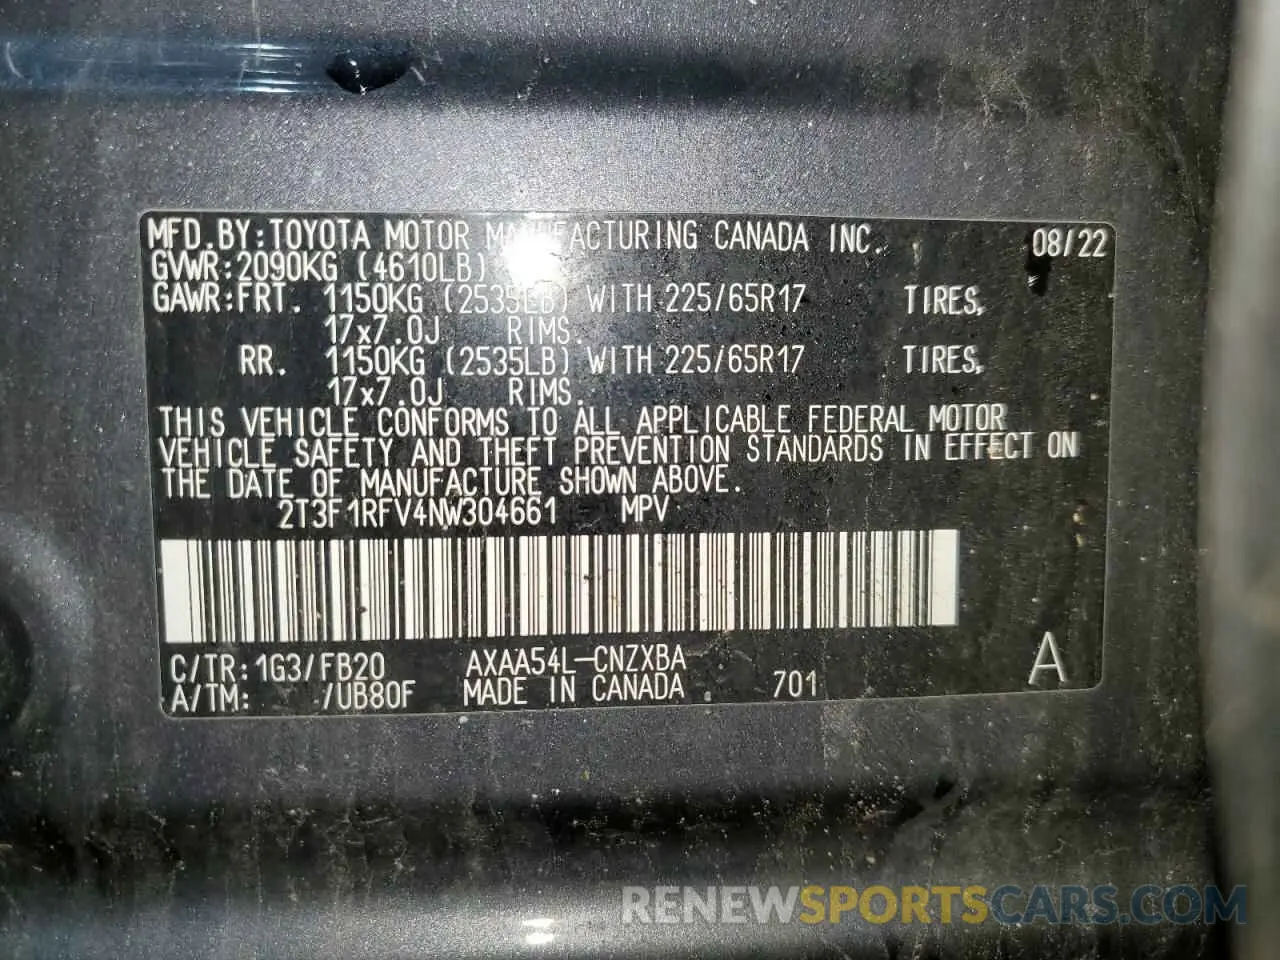 MFD.BY:TOYOTA MOTOR MANUFACTURING CANADA INC. 08/22
GVWR:2090KG (4610LB)
GAWR:FRT. 1150KG (2535LB) WITH 225/65R17 TIRES,
17x7.0J RIMS.
RR. 1150KG (2535LB) WITH 225/65R17 TIRES,
17x7.0J RIMS.
THIS VEHICLE CONFORMS TO ALL APPLICABLE FEDERAL MOTOR
VEHICLE SAFETY AND THEFT PREVENTION STANDARDS IN EFFECT ON
THE DATE OF MANUFACTURE SHOWN ABOVE.
2T3F1RFV4NW304661 MPV
C/TR:1G3/FB20 AXAA54L-CNZXBA
A/TM: /UB80F MADE IN CANADA 701 A
RENEWSPORTSCARS.COM